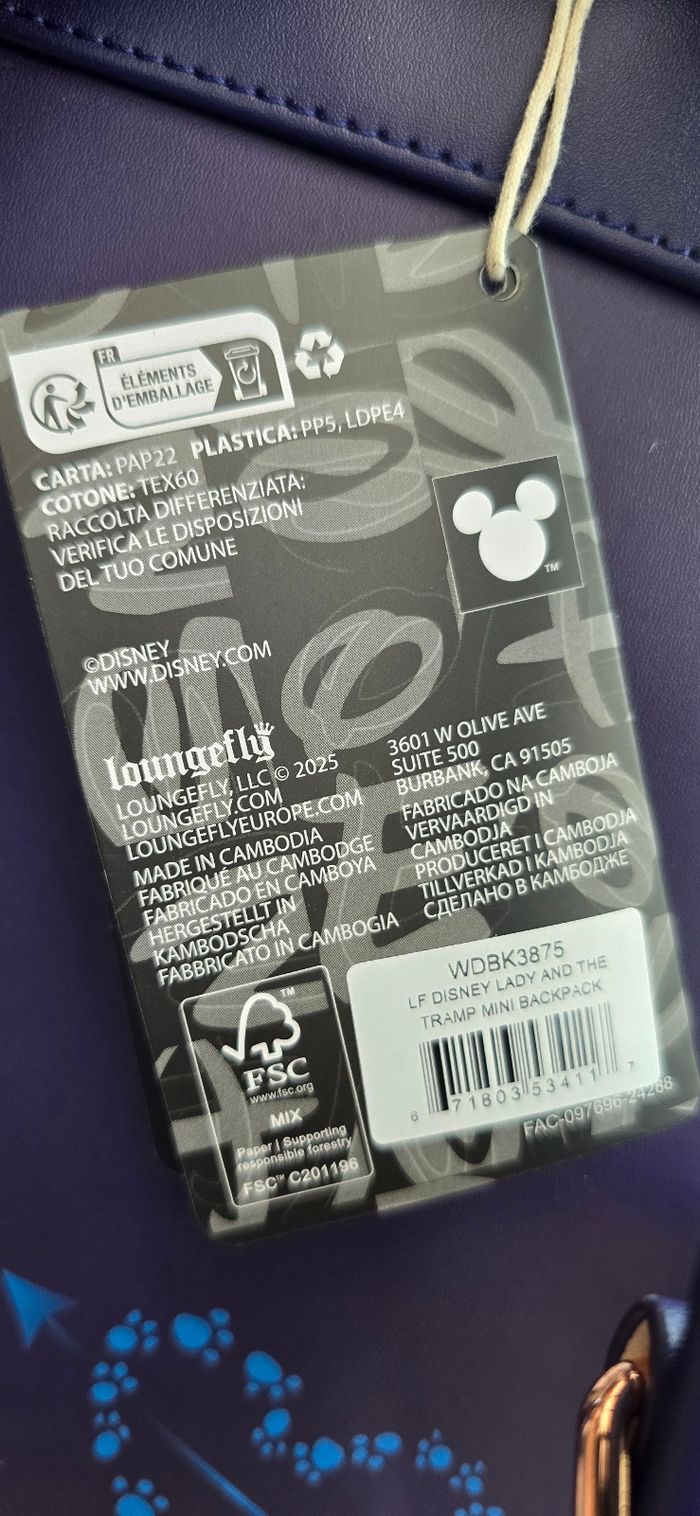 FR
ÉLÉMENTS
D'EMBALLAGE
CARTA: PAP22 PLASTICA: PP5, LDPE4
COTONE: TEX60
RACCOLTA DIFFERENZIATA:
VERIFICA LE DISPOSIZIONI
DEL TUO COMUNE
TM
©DISNEY
WWW.DISNEY.COM
loungefly
LOUNGEFLY, LLC © 2025
LOUNGEFLY.COM
LOUNGEFLYEUROPE.COM
MADE IN CAMBODIA
FABRIQUÉ AU CAMBODGE
FABRICADO EN CAMBOYA
HERGESTELLT IN
KAMBODSCHA
FABBRICATO IN CAMBOGIA
3601 W OLIVE AVE
SUITE 500
BURBANK, CA 91505
FABRICADO NA CAMBOJA
VERVAARDIGD IN
CAMBODJA
PRODUCERET I CAMBODJA
TILLVERKAD I KAMBODJA
СДЕЛАНО В КАМБОДЖЕ
TM
FSC
www.fsc.org
MIX
Paper | Supporting
responsible forestry
FSC™ C201196
WDBK3875
LF DISNEY LADY AND THE
TRAMP MINI BACKPACK
6 71803 53411 7
FAC-097696-24288